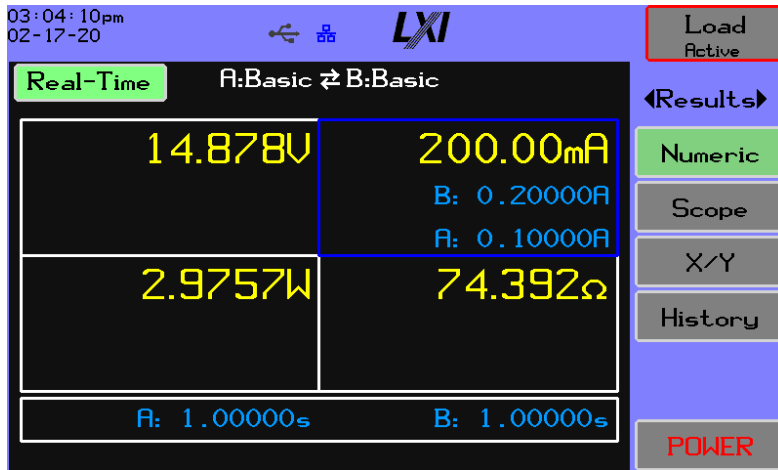 03:04:10pm
02-17-20
LXI
Load
Active
Real-Time
A:Basic ⇄ B:Basic
◀Results▶
14.878V
200.00mA
B: 0.20000A
A: 0.10000A
Numeric
Scope
2.9757W
74.392Ω
X/Y
History
A: 1.00000s
B: 1.00000s
POWER